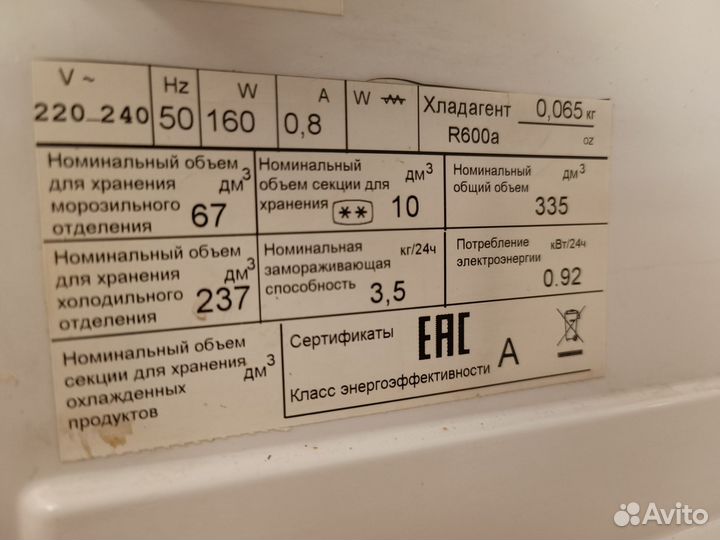 V ~
220-240
Hz
50
W
160
A
0,8
W
Хладагент
R600a
0,065 кг
oz
Номинальный объем
для хранения дм3
морозильного
отделения 67
Номинальный
объем секции для дм3
хранения ** 10
Номинальный
общий объем дм3
335
Номинальный объем
для хранения дм3
холодильного
отделения 237
Номинальная кг/24ч
замораживающая
способность 3,5
Потребление кВт/24ч
электроэнергии
0.92
Номинальный объем
секции для хранения дм3
охлажденных
продуктов
Сертификаты EAC
Класс энергоэффективности A
Avito